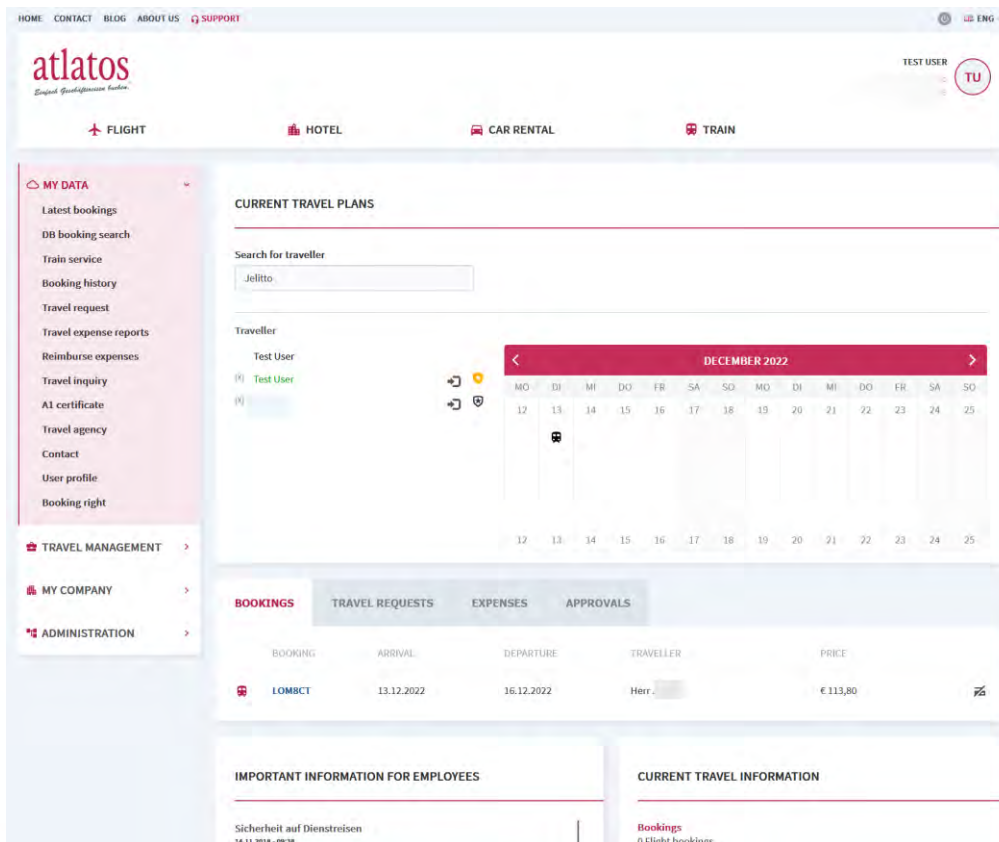 HOME CONTACT BLOG ABOUT US SUPPORT
ENG
atlatos
Einfach Geschäftsreisen buchen.
TEST USER
TU
FLIGHT HOTEL CAR RENTAL TRAIN
MY DATA
Latest bookings
DB booking search
Train service
Booking history
Travel request
Travel expense reports
Reimburse expenses
Travel inquiry
A1 certificate
Travel agency
Contact
User profile
Booking right
TRAVEL MANAGEMENT
MY COMPANY
ADMINISTRATION
CURRENT TRAVEL PLANS
Search for traveller
Jelitto
Traveller
Test User
Test User
DECEMBER 2022
MO DI MI DO FR SA SO MO DI MI DO FR SA SO
12 13 14 15 16 17 18 19 20 21 22 23 24 25
12 13 14 15 16 17 18 19 20 21 22 23 24 25
BOOKINGS TRAVEL REQUESTS EXPENSES APPROVALS
BOOKING ARRIVAL DEPARTURE TRAVELLER PRICE
LOM8CT 13.12.2022 16.12.2022 Herr . € 113,80
IMPORTANT INFORMATION FOR EMPLOYEES
Sicherheit auf Dienstreisen
CURRENT TRAVEL INFORMATION
Bookings
0 Flight bookings